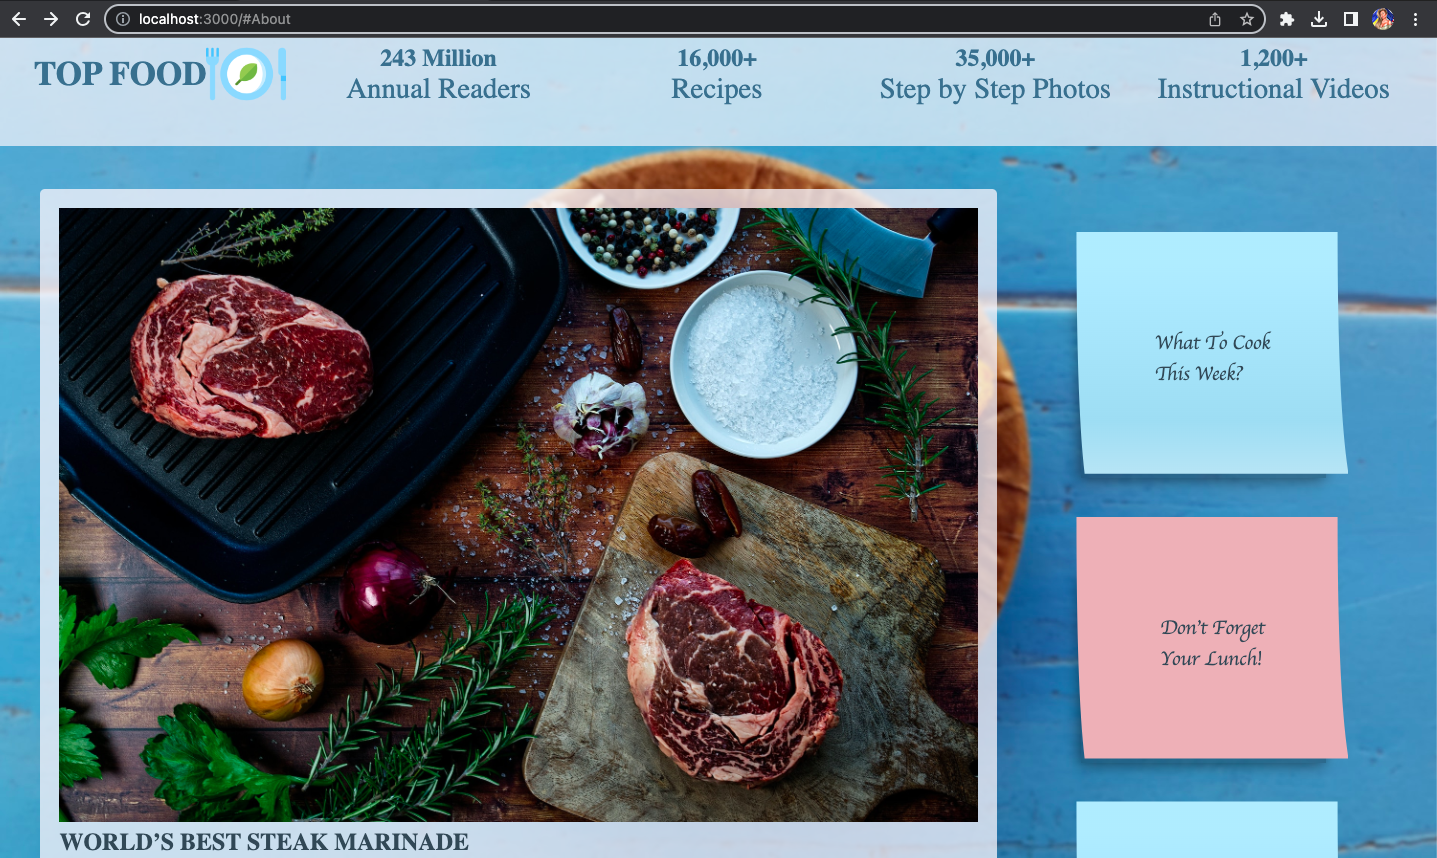 localhost:3000/#About
TOP FOOD
243 Million
Annual Readers
16,000+
Recipes
35,000+
Step by Step Photos
1,200+
Instructional Videos
What To Cook
This Week?
Don't Forget
Your Lunch!
WORLD’S BEST STEAK MARINADE